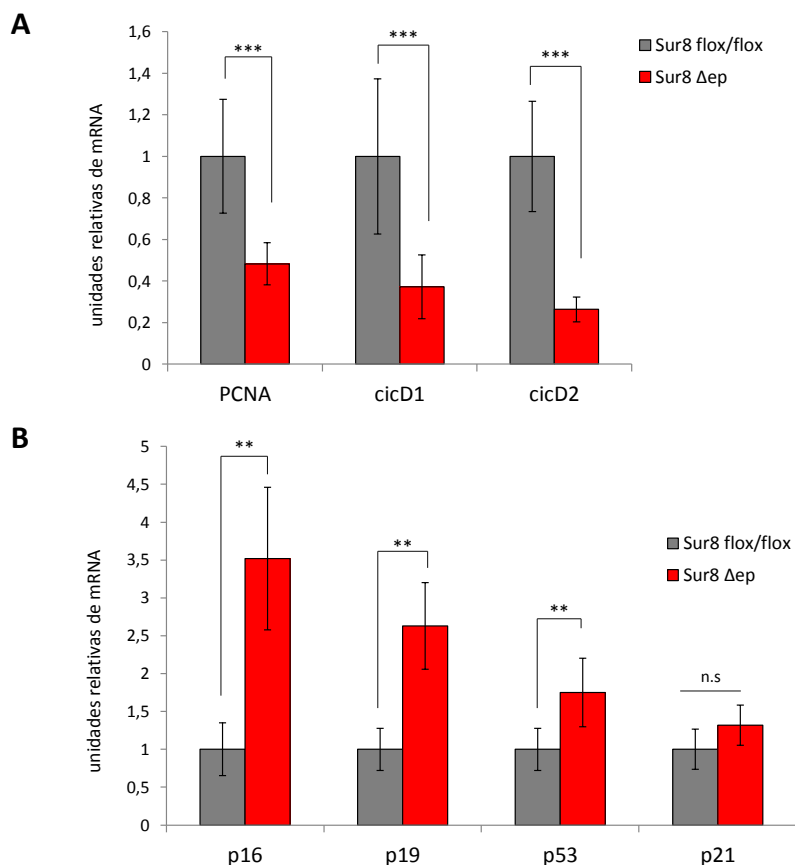 A
unidades relativas de mRNA
1,6
1,4
1,2
1
0,8
0,6
0,4
0,2
0
***
***
***
PCNA
cicD1
cicD2
Sur8 flox/flox
Sur8 Δep
B
unidades relativas de mRNA
5
4,5
4
3,5
3
2,5
2
1,5
1
0,5
0
**
**
**
n.s
p16
p19
p53
p21
Sur8 flox/flox
Sur8 Δep